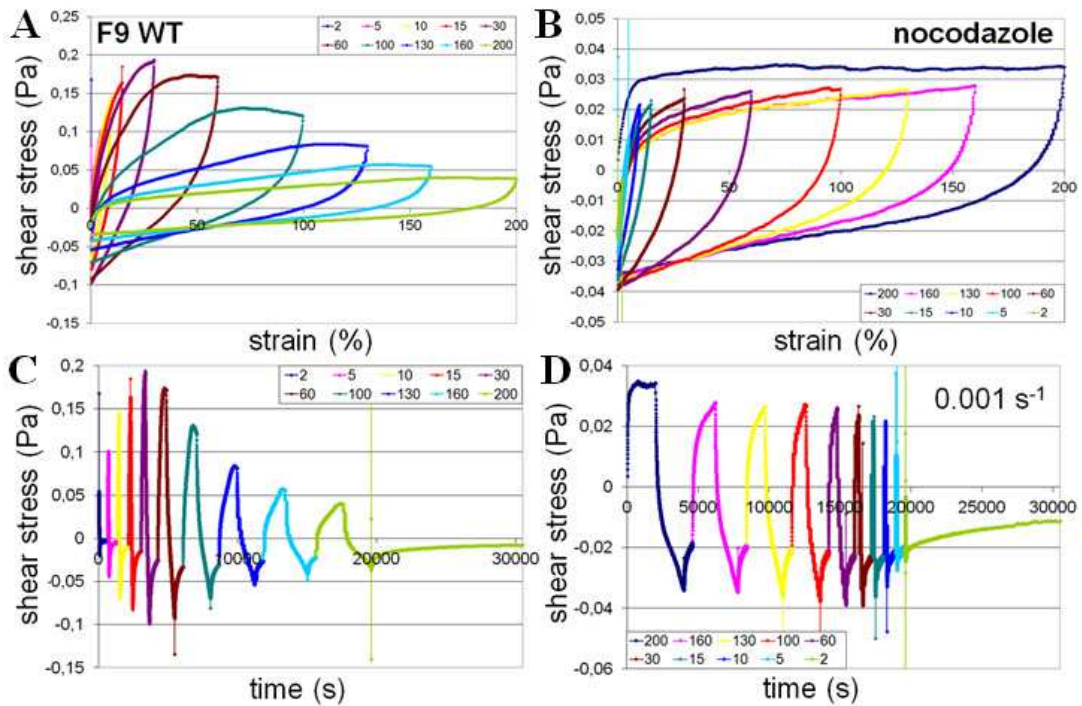 A
F9 WT
2 5 10 15 30
60 100 130 160 200
0,25
0,2
0,15
0,1
0,05
0
-0,05
-0,1
-0,15
50 100 150 200
shear stress (Pa)
strain (%)
B
nocodazole
0,05
0,04
0,03
0,02
0,01
0
-0,01
-0,02
-0,03
-0,04
-0,05
0 50 100 150 200
200 160 130 100 60
30 15 10 5 2
shear stress (Pa)
strain (%)
C
2 5 10 15 30
60 100 130 160 200
0,2
0,15
0,1
0,05
0
-0,05
-0,1
-0,15
0 10000 20000 30000
shear stress (Pa)
time (s)
D
0.001 s⁻¹
0,04
0,02
0
-0,02
-0,04
-0,06
0 5000 10000 15000 20000 25000 30000
200 160 130 100 60
30 15 10 5 2
shear stress (Pa)
time (s)